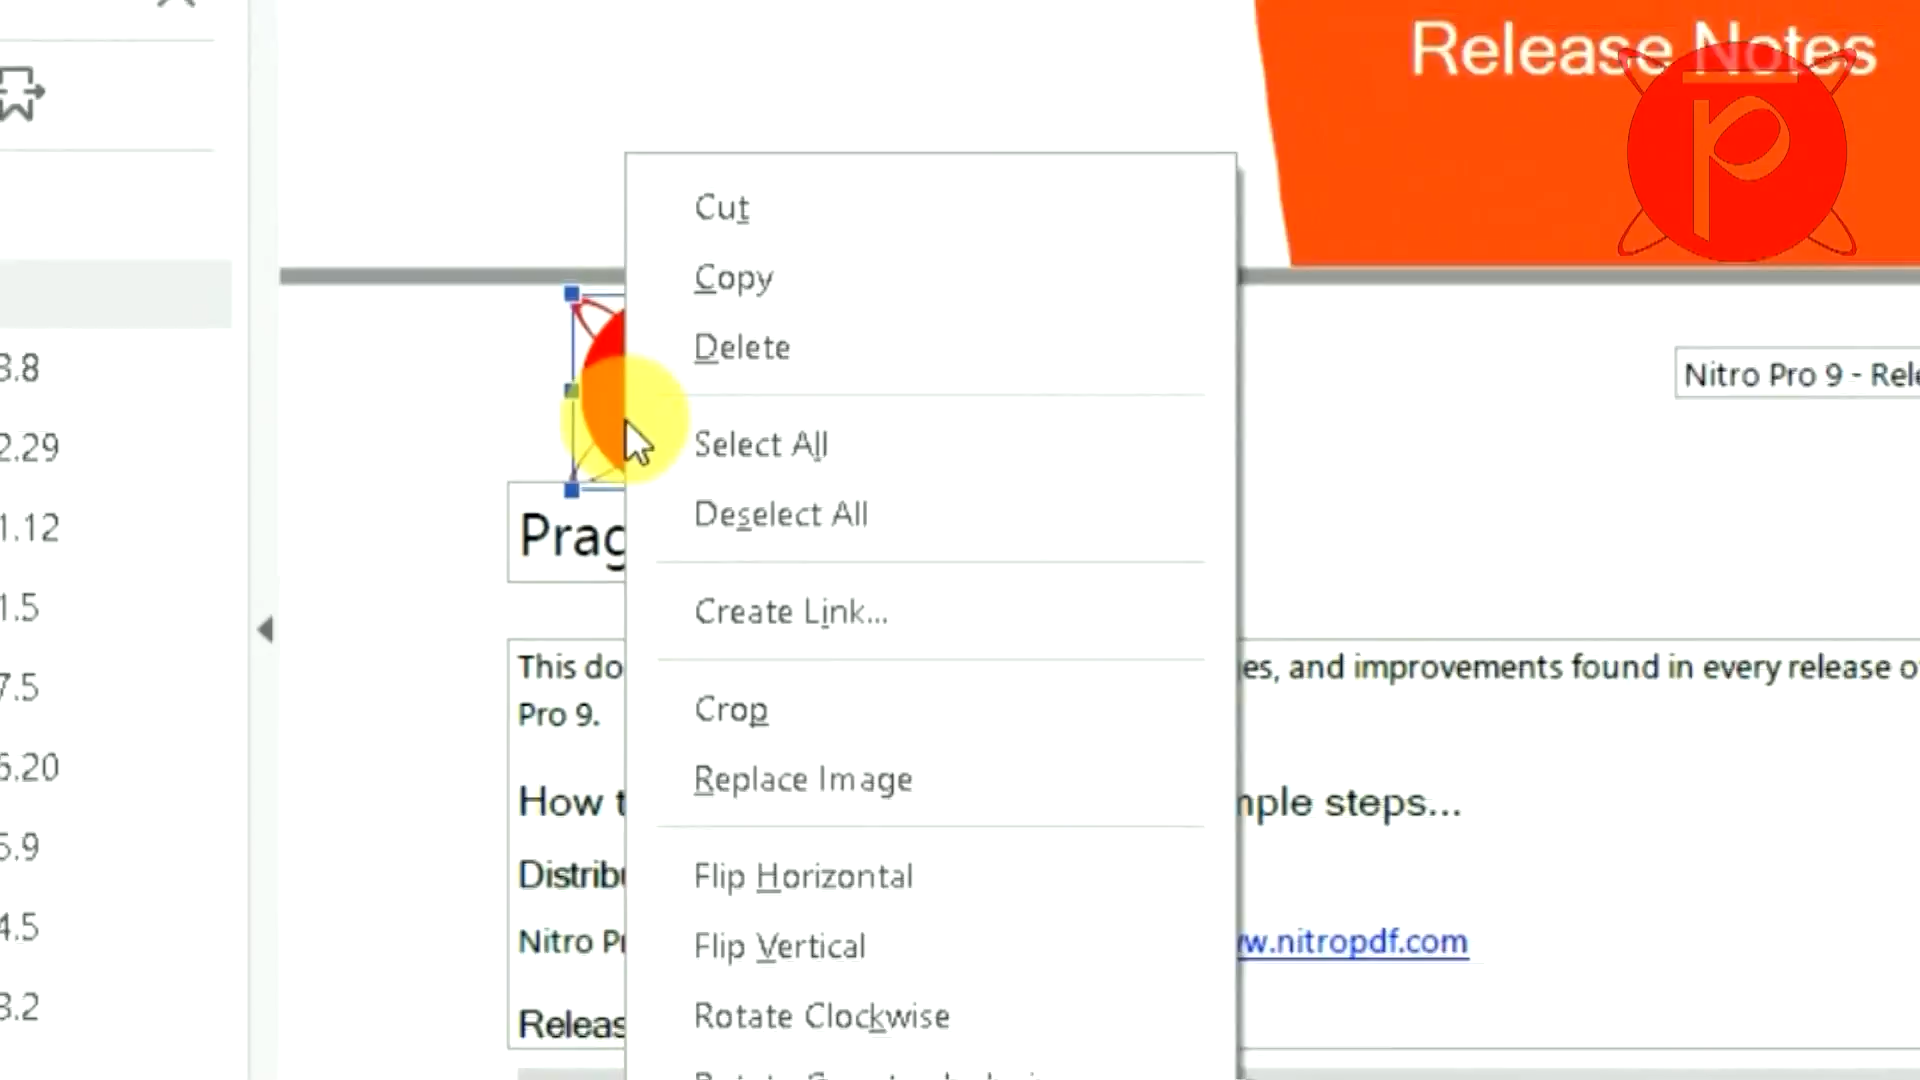 Release Notes
Cut
Copy
Delete
Select All
Deselect All
Create Link...
Crop
Replace Image
Flip Horizontal
Flip Vertical
Rotate Clockwise
3.8
2.29
1.12
1.5
7.5
6.20
5.9
4.5
3.2
Nitro Pro 9 - Rele
Prag
This do
es, and improvements found in every release o
Pro 9.
How t
mple steps...
Distrib
Nitro P
w.nitropdf.com
Releas